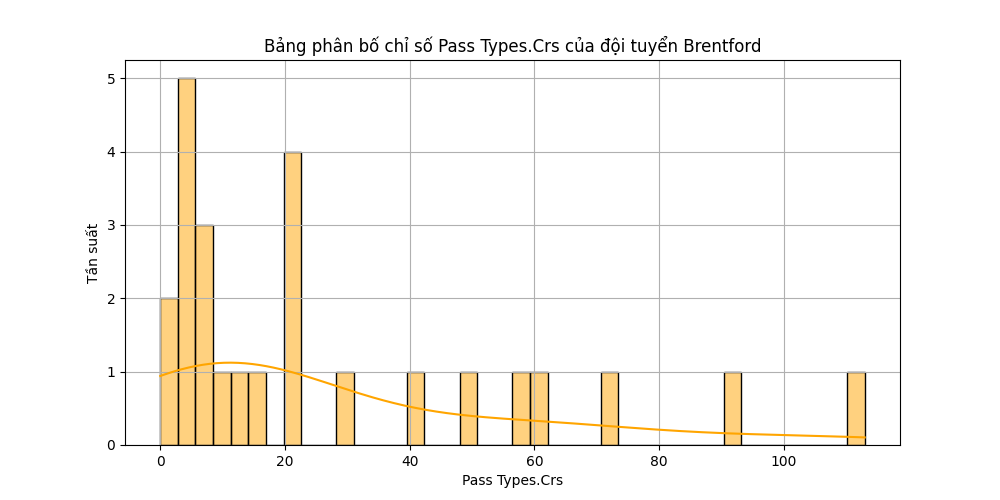 Bảng phân bố chỉ số Pass Types.Crs của đội tuyển Brentford
Tần suất
5
4
3
2
1
0
0 20 40 60 80 100
Pass Types.Crs